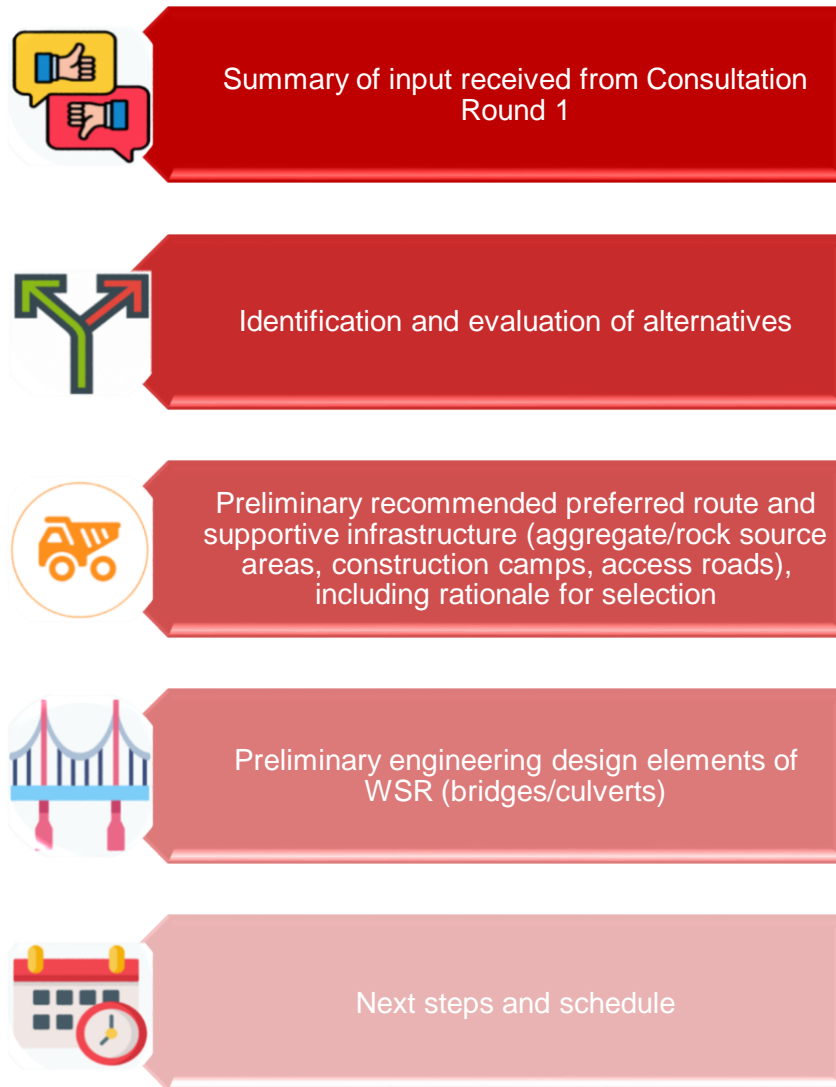 Summary of input received from Consultation
Round 1
Identification and evaluation of alternatives
Preliminary recommended preferred route and
supportive infrastructure (aggregate/rock source
areas, construction camps, access roads),
including rationale for selection
Preliminary engineering design elements of
WSR (bridges/culverts)
Next steps and schedule